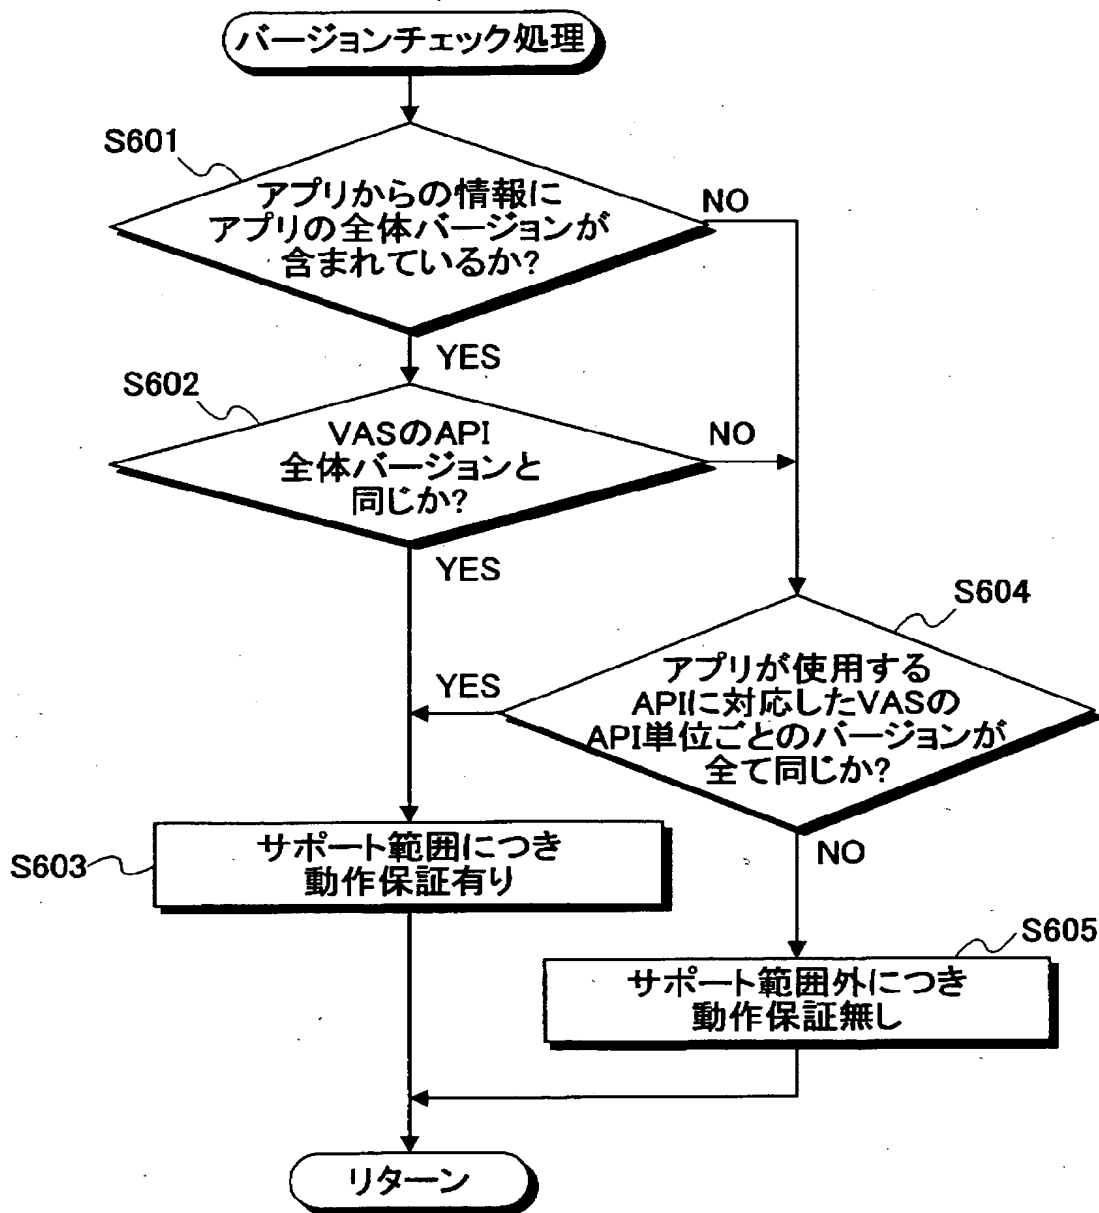 バージョンチェック処理
S601
アプリからの情報に
アプリの全体バージョンが
含まれているか?
NO
YES
S602
VASのAPI
全体バージョンと
同じか?
NO
YES
S604
アプリが使用する
APIに対応したVASの
API単位ごとのバージョンが
全て同じか?
YES
NO
S603
サポート範囲につき
動作保証有り
S605
サポート範囲外につき
動作保証無し
リターン